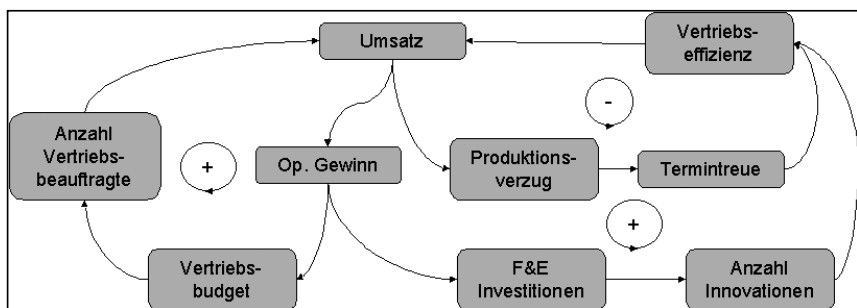 Umsatz
Vertriebs-
effizienz
-
Anzahl
Vertriebs-
beauftragte
+
Op. Gewinn
Produktions-
verzug
Termintreue
+
Vertriebs-
budget
F&E
Investitionen
Anzahl
Innovationen